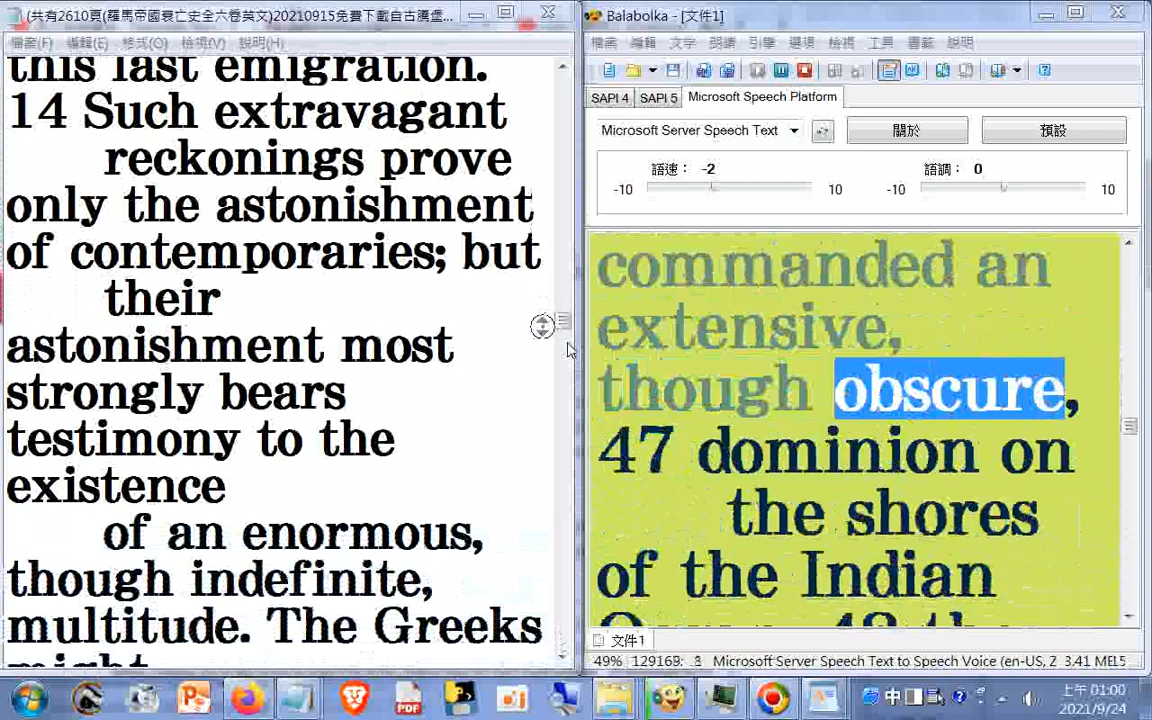 (共有2610頁(羅馬帝國衰亡史全六卷英文)20210915免費下載自古騰堡...
檔案(F) 編輯(E) 格式(O) 檢視(V) 說明(H)
this last emigration.
14 Such extravagant
reckonings prove
only the astonishment
of contemporaries; but
their
astonishment most
strongly bears
testimony to the
existence
of an enormous,
though indefinite,
multitude. The Greeks
might
Balabolka - [文件1]
檔案 編輯 文字 朗讀 引擎 選項 檢視 工具 書籤 說明
SAPI 4 SAPI 5 Microsoft Speech Platform
Microsoft Server Speech Text 關於 預設
語速： -2 語調： 0
-10 10 -10 10
commanded an
extensive,
though obscure,
47 dominion on
the shores
of the Indian
文件1
49% 129169: Microsoft Server Speech Text to Speech Voice (en-US, Z 3.41 МЕБ
PDF
中
上午 01:00
2021/9/24